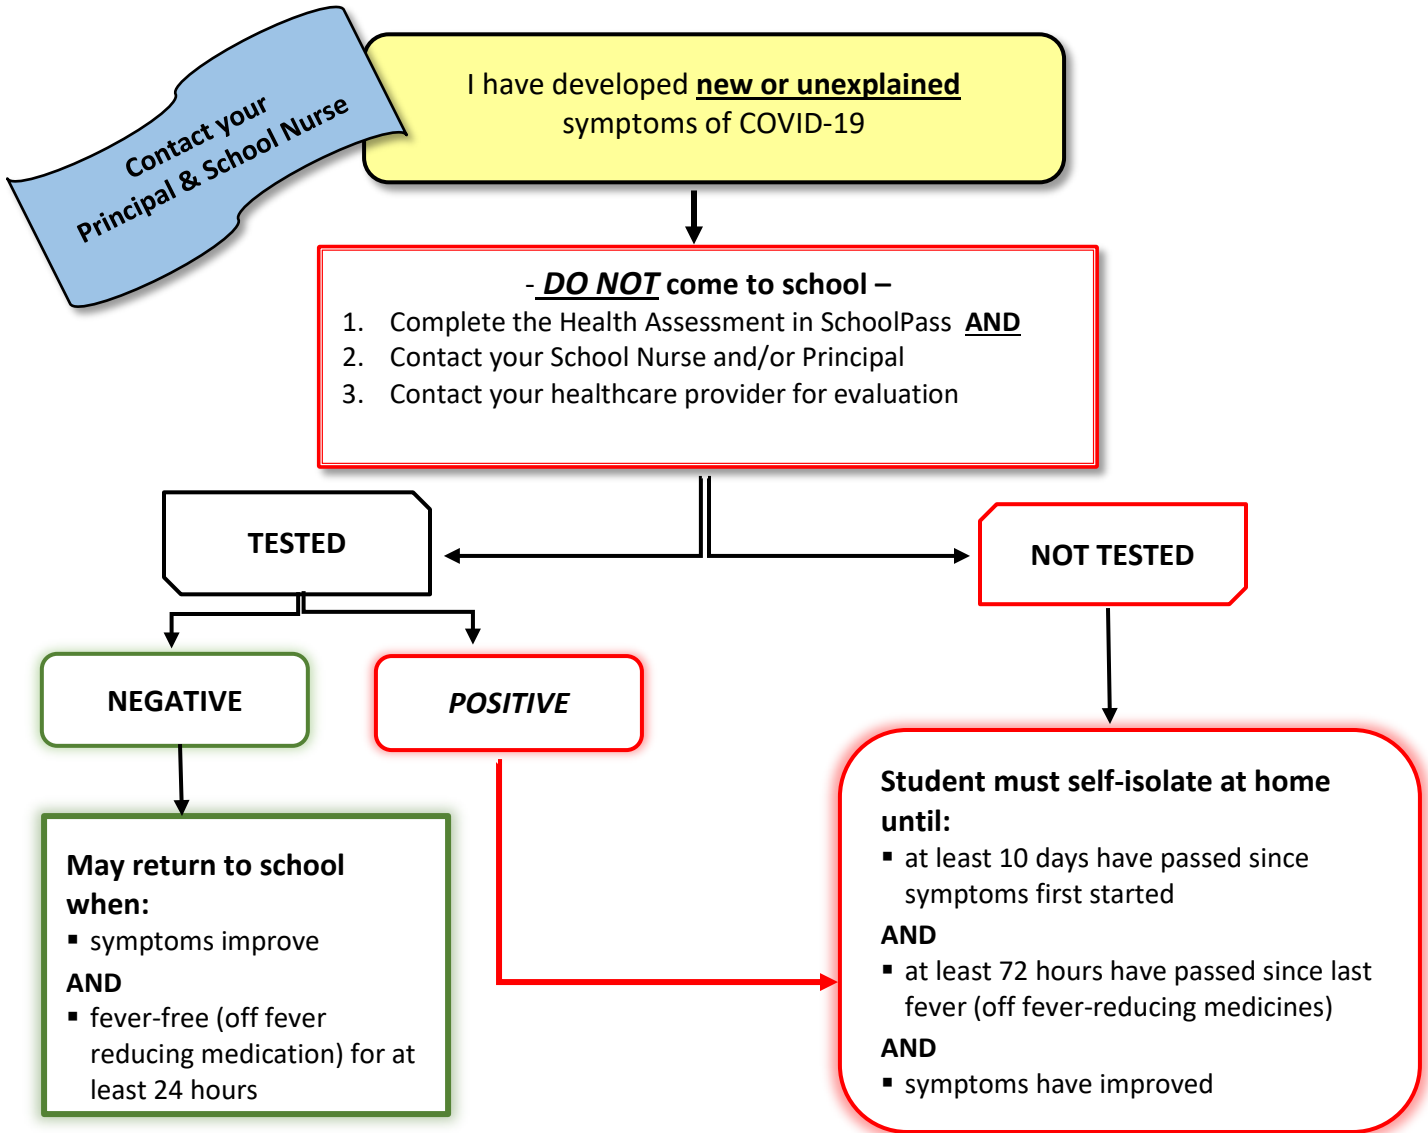 Contact your
Principal & School Nurse
I have developed new or unexplained
symptoms of COVID-19
- DO NOT come to school –
1. Complete the Health Assessment in SchoolPass AND
2. Contact your School Nurse and/or Principal
3. Contact your healthcare provider for evaluation
TESTED
NOT TESTED
NEGATIVE
POSITIVE
May return to school
when:
▪ symptoms improve
AND
▪ fever-free (off fever
reducing medication) for at
least 24 hours
Student must self-isolate at home
until:
▪ at least 10 days have passed since
symptoms first started
AND
▪ at least 72 hours have passed since last
fever (off fever-reducing medicines)
AND
▪ symptoms have improved